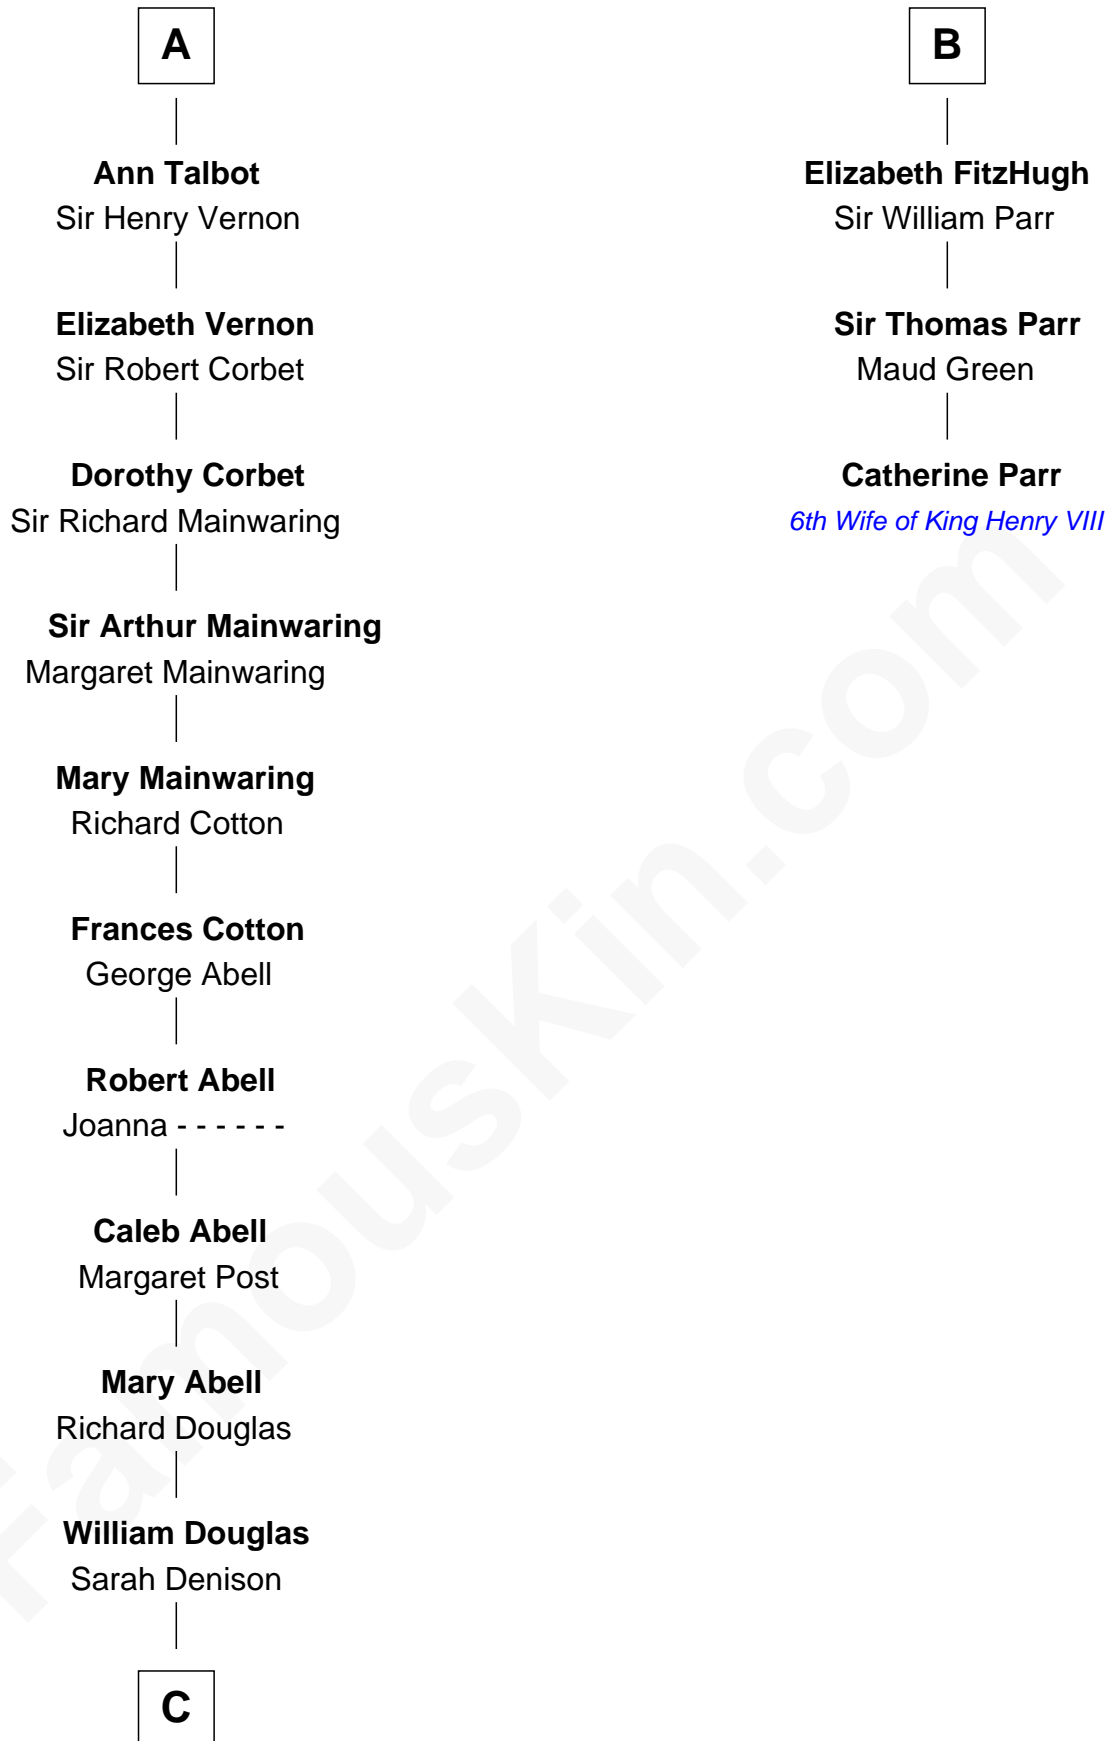 A
Ann Talbot
Sir Henry Vernon
Elizabeth Vernon
Sir Robert Corbet
Dorothy Corbet
Sir Richard Mainwaring
Sir Arthur Mainwaring
Margaret Mainwaring
Mary Mainwaring
Richard Cotton
Frances Cotton
George Abell
Robert Abell
Joanna - - - - - -
Caleb Abell
Margaret Post
Mary Abell
Richard Douglas
William Douglas
Sarah Denison
C
B
Elizabeth FitzHugh
Sir William Parr
Sir Thomas Parr
Maud Green
Catherine Parr
6th Wife of King Henry VIII
FamousKin.com